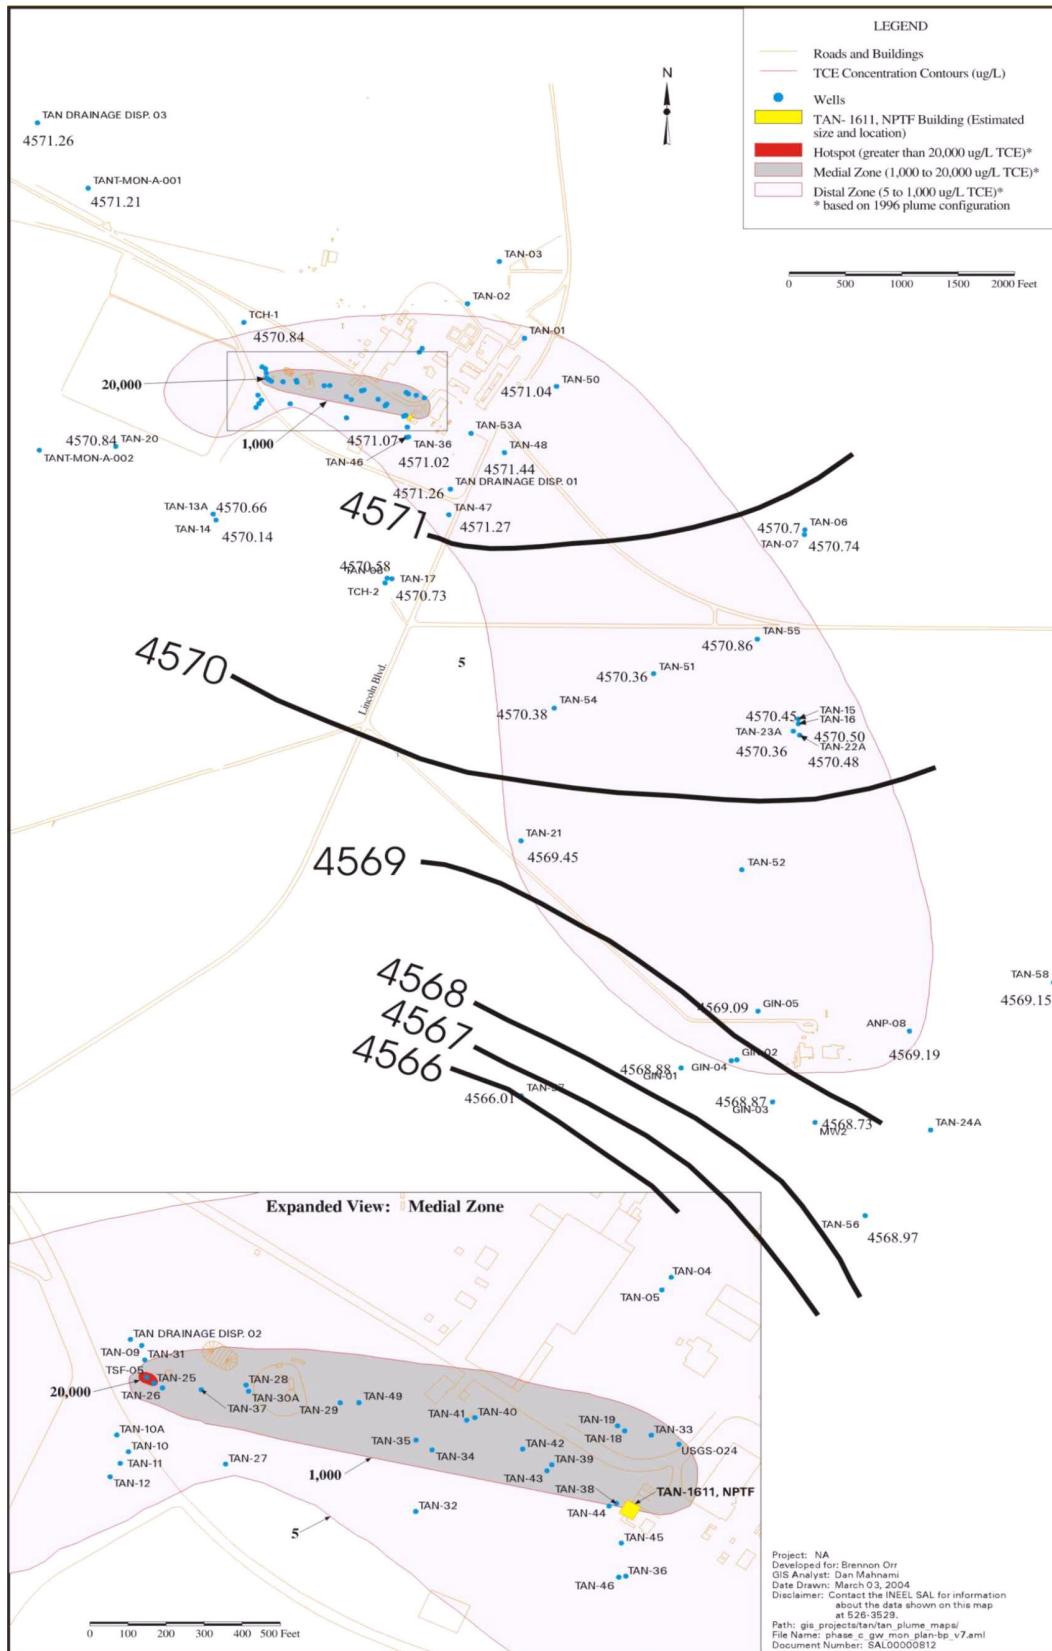 LEGEND
Roads and Buildings
TCE Concentration Contours (ug/L)
Wells
TAN- 1611, NPTF Building (Estimated
size and location)
Hotspot (greater than 20,000 ug/L TCE)*
Medial Zone (1,000 to 20,000 ug/L TCE)*
Distal Zone (5 to 1,000 ug/L TCE)*
* based on 1996 plume configuration
N
0 500 1000 1500 2000 Feet
TAN DRAINAGE DISP. 03
4571.26
TANT-MON-A-001
4571.21
TAN-03
TAN-02
TCH-1
4570.84
TAN-01
20,000
TAN-50
4571.04
1,000
4570.84
TAN-20
TANT-MON-A-002
4571.07
TAN-36
TAN-46
4571.02
TAN-53A
TAN-48
4571.44
TAN DRAINAGE DISP. 01
4571.26
TAN-47
4571.27
TAN-13A
4570.66
TAN-14
4570.14
4571
TAN-06
4570.7
TAN-07
4570.74
4570.58
TAN-08
TAN-17
TCH-2
4570.73
TAN-55
4570.86
4570
5
TAN-51
4570.36
Lincoln Blvd.
TAN-54
4570.38
TAN-15
4570.45
TAN-16
TAN-23A
4570.50
TAN-22A
4570.36
4570.48
TAN-21
4569.45
4569
TAN-52
TAN-58
4569.15
4568
GIN-05
4569.09
ANP-08
4569.19
4567
GIN-02
GIN-04
4568.88
GIN-01
4566
TAN-57
4566.01
4568.87
GIN-03
4568.73
MW2
TAN-24A
TAN-56
4568.97
Expanded View: Medial Zone
TAN-04
TAN-05
TAN DRAINAGE DISP. 02
TAN-09
TAN-31
TSF-05
TAN-25
20,000
TAN-26
TAN-28
TAN-30A
TAN-37
TAN-29
TAN-49
TAN-41
TAN-40
TAN-19
TAN-18
TAN-33
USGS-024
TAN-10A
TAN-10
TAN-11
TAN-12
TAN-27
TAN-35
TAN-34
TAN-42
TAN-39
TAN-43
1,000
TAN-38
TAN-1611, NPTF
TAN-44
TAN-32
5
TAN-45
TAN-36
TAN-46
0 100 200 300 400 500 Feet
Project: NA
Developed for: Brennon Orr
GIS Analyst: Dan Mahnami
Date Drawn: March 03, 2004
Disclaimer: Contact the INEEL SAL for information
about the data shown on this map
at 526-3529.
Path: gis_projects/tan/tan_plume_maps/
File Name: phase_c_gw_mon_plan-bp_v7.aml
Document Number: SAL00000812